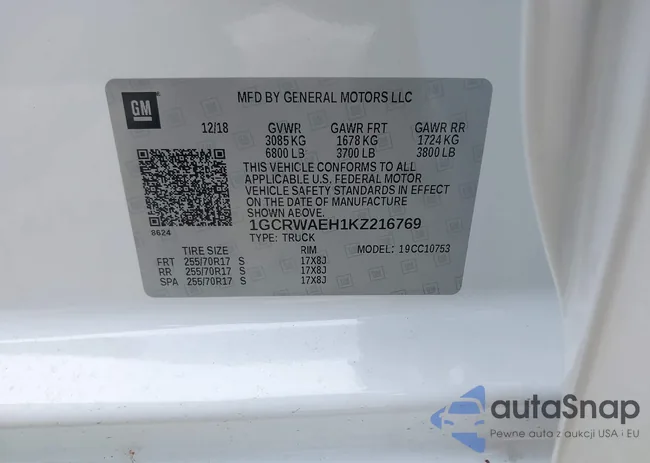 GM
MFD BY GENERAL MOTORS LLC
12/18 GVWR GAWR FRT GAWR RR
3085 KG 1678 KG 1724 KG
6800 LB 3700 LB 3800 LB
THIS VEHICLE CONFORMS TO ALL
APPLICABLE U.S. FEDERAL MOTOR
VEHICLE SAFETY STANDARDS IN EFFECT
ON THE DATE OF MANUFACTURE
SHOWN ABOVE.
1GCRWAEH1KZ216769
8624
TYPE: TRUCK MODEL: 19CC10753
TIRE SIZE RIM
FRT 255/70R17 S 17X8J
RR 255/70R17 S 17X8J
SPA 255/70R17 S 17X8J
autaSnap
Pewne auta z aukcji USA i EU